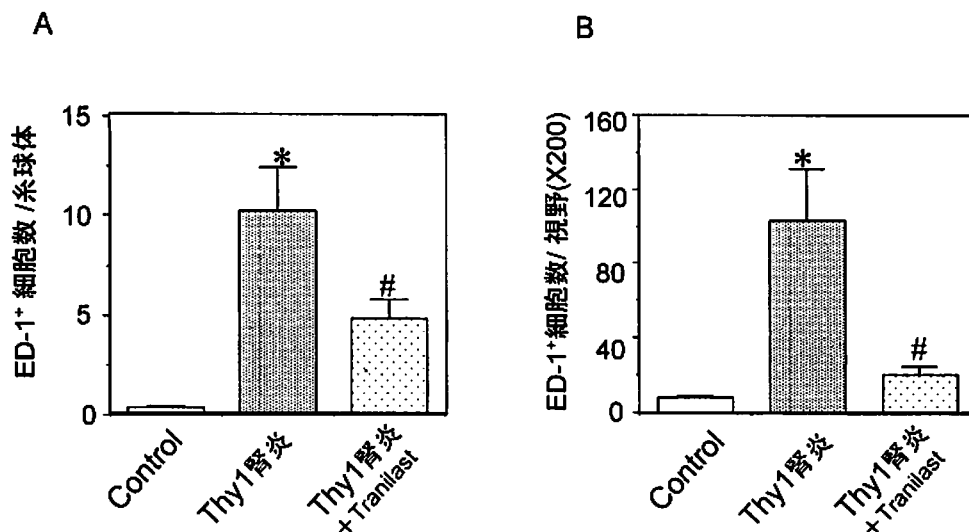 A
ED-1⁺ 細胞数 /糸球体
15
10
5
0
*
#
Control
Thy1腎炎
Thy1腎炎
+Tranilast
B
ED-1⁺細胞数/ 視野(X200)
160
120
80
40
0
*
#
Control
Thy1腎炎
Thy1腎炎
+Tranilast